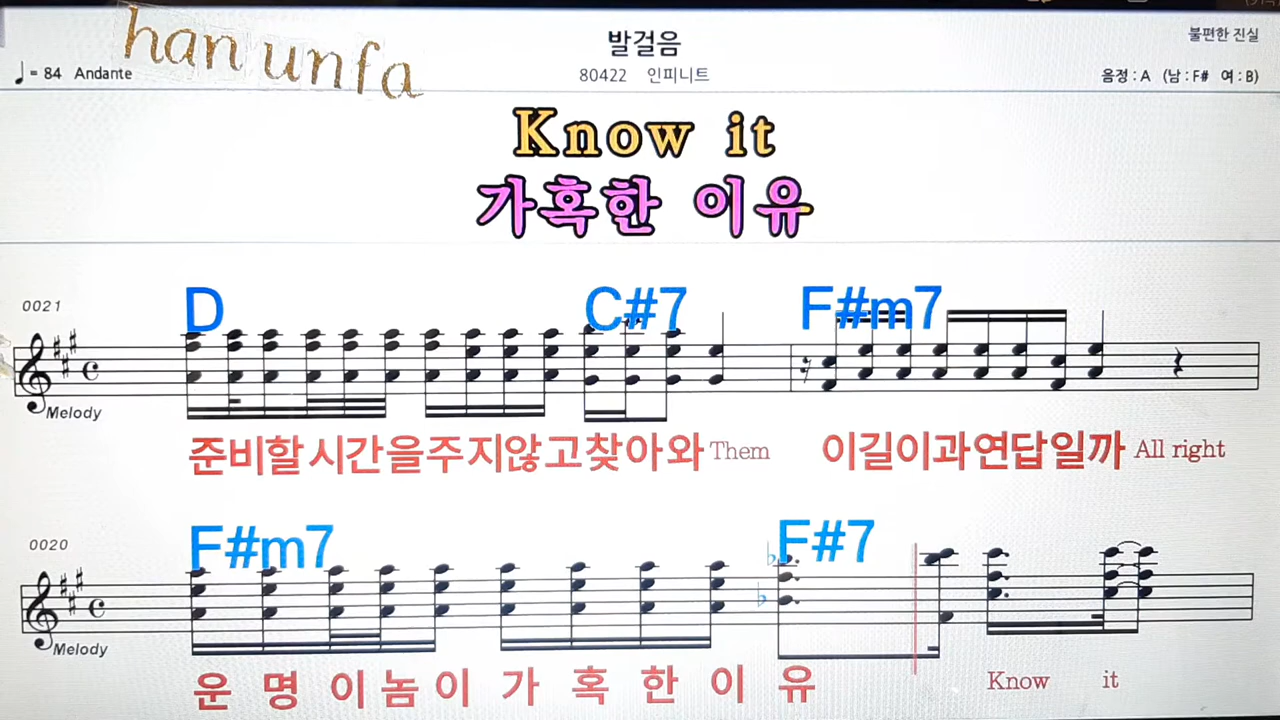 han unfa
발걸음
불편한 진실
♩= 84 Andante
80422 인피니트
음정 : A (남 : F# 여 : B)
Know it
가혹한 이유
0021
D C#7 F#m7
Melody
준비할시간을주지않고찾아와 Them 이길이과연답일까 All right
0020
F#m7 F#7
Melody
운 명 이놈이 가 혹 한 이 유 Know it